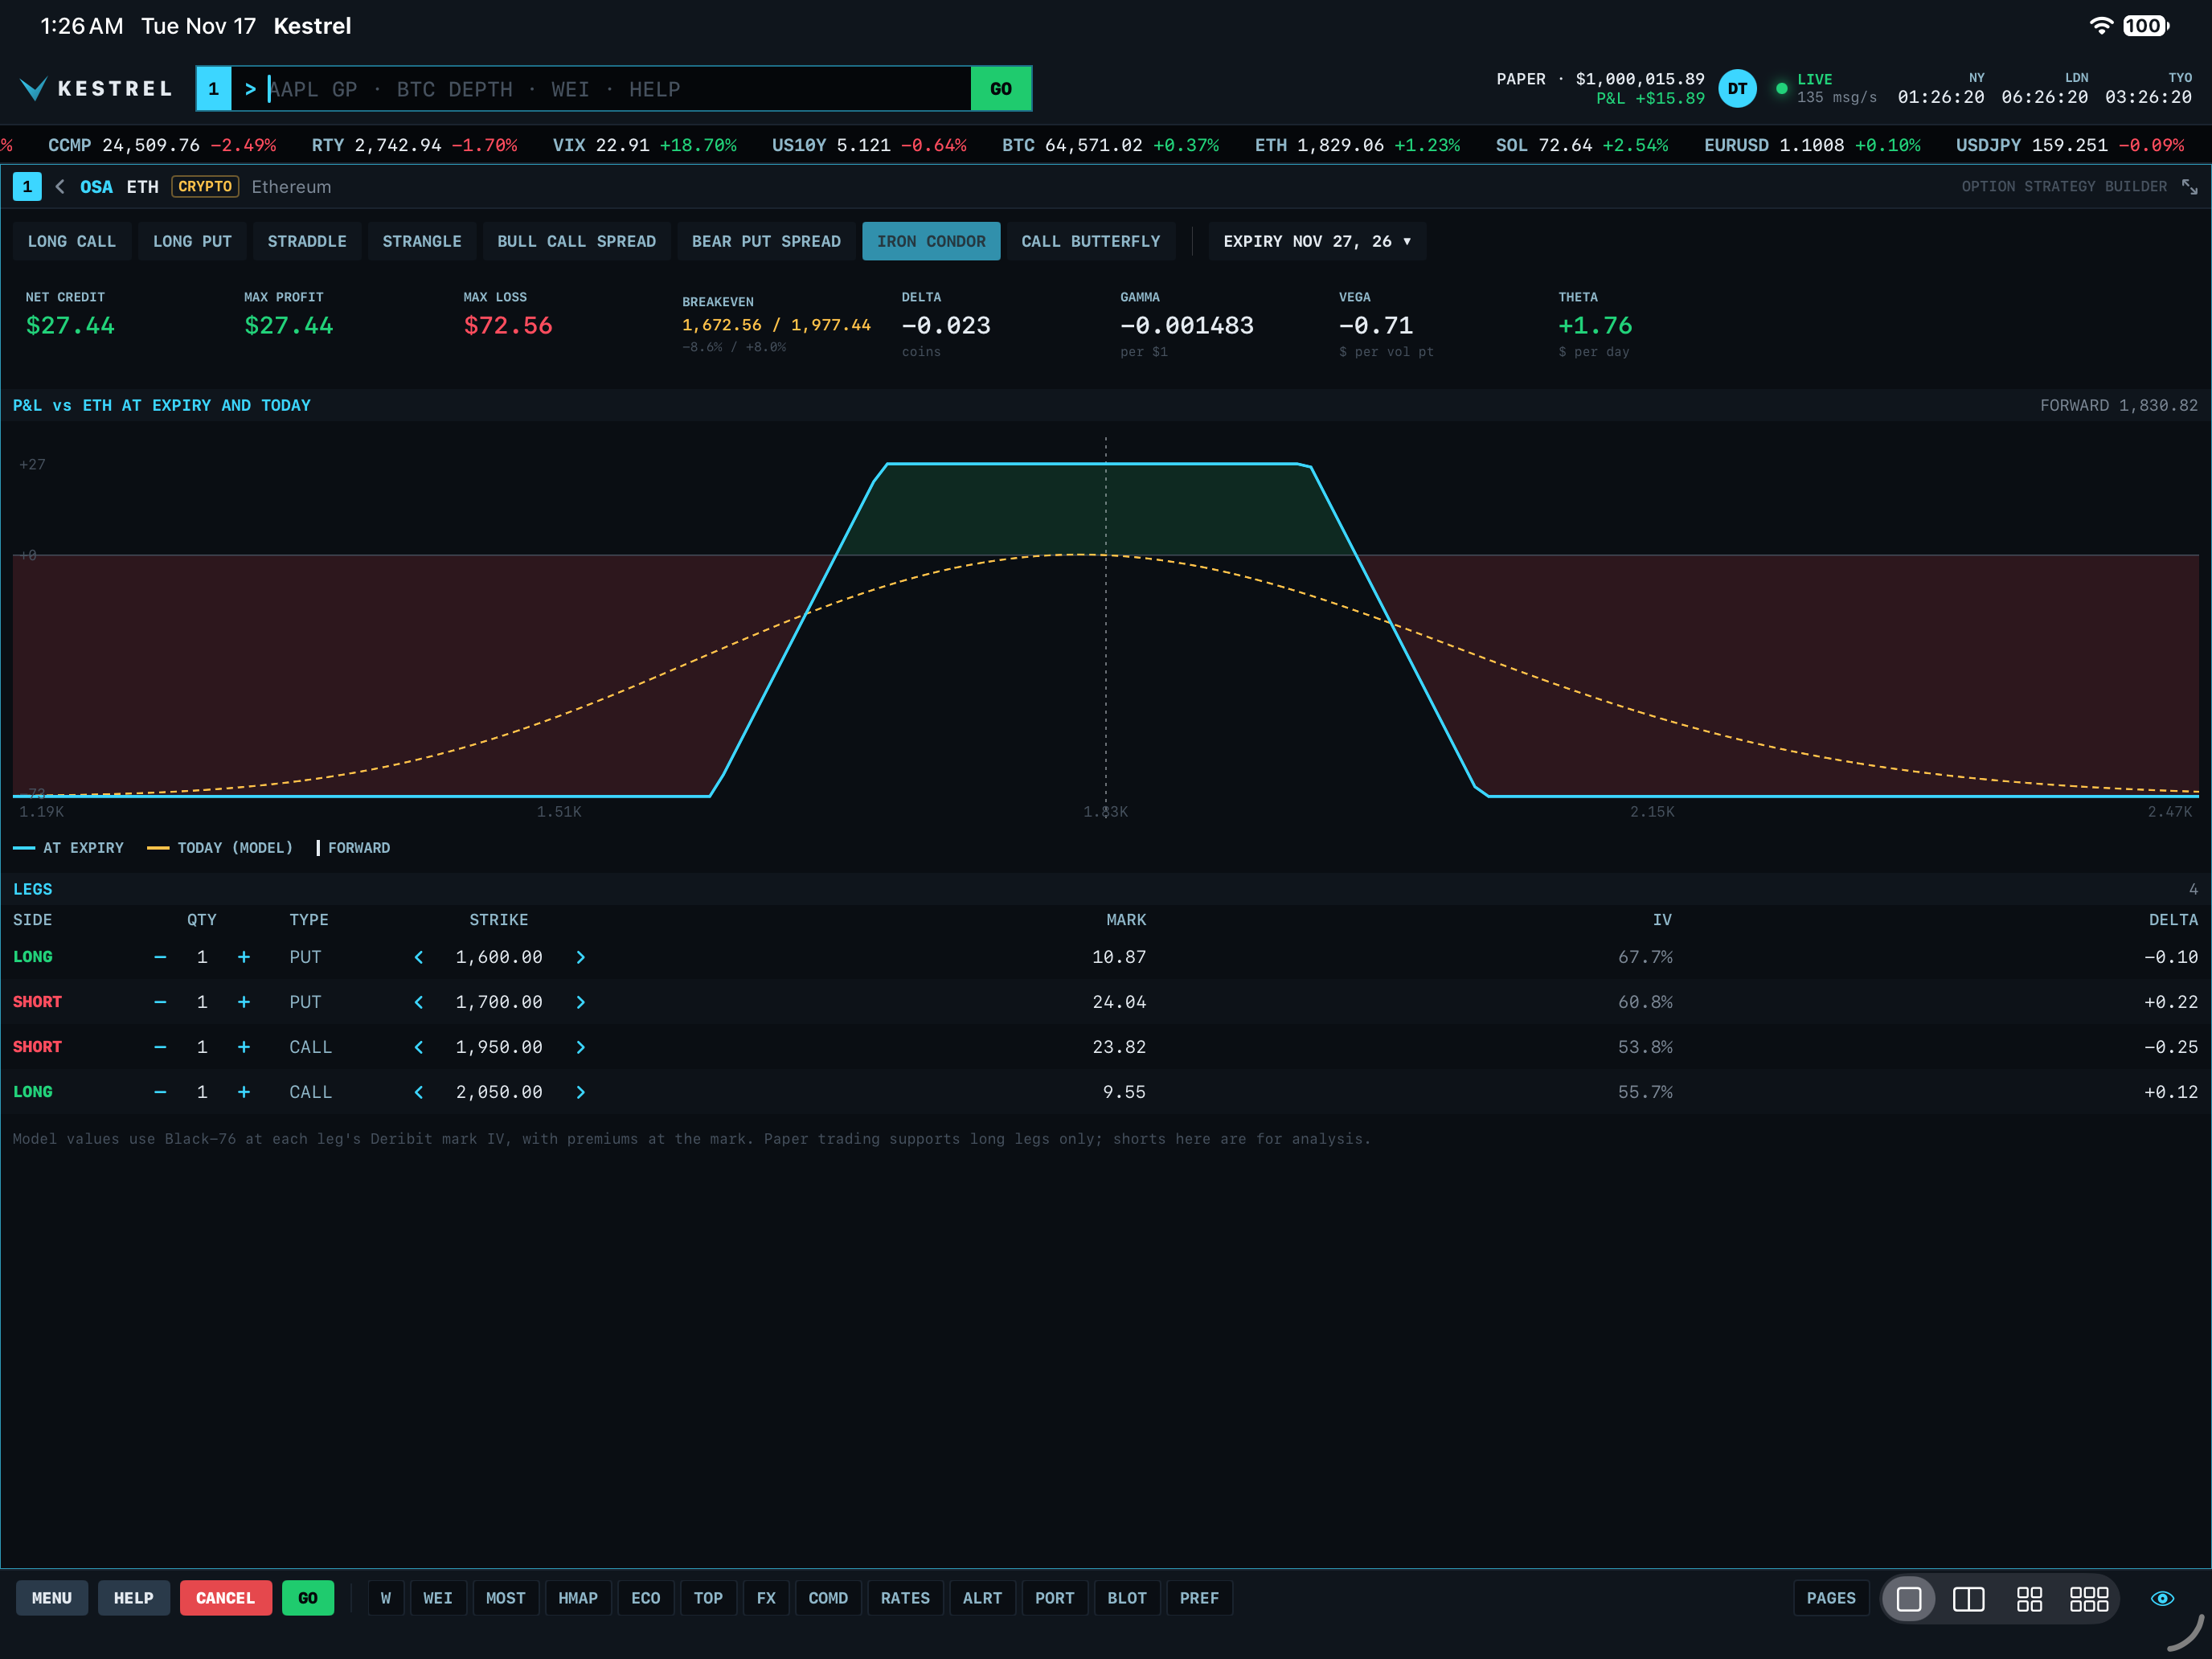 1:26 AM Tue Nov 17 Kestrel
100
KESTREL
1 > AAPL GP · BTC DEPTH · WEI · HELP GO
PAPER · $1,000,015.89
P&L +$15.89
DT
LIVE
135 msg/s
NY
01:26:20
LDN
06:26:20
TYO
03:26:20
% CCMP 24,509.76 −2.49% RTY 2,742.94 −1.70% VIX 22.91 +18.70% US10Y 5.121 −0.64% BTC 64,571.02 +0.37% ETH 1,829.06 +1.23% SOL 72.64 +2.54% EURUSD 1.1008 +0.10% USDJPY 159.251 −0.09%
1 OSA ETH CRYPTO Ethereum
OPTION STRATEGY BUILDER
LONG CALL LONG PUT STRADDLE STRANGLE BULL CALL SPREAD BEAR PUT SPREAD IRON CONDOR CALL BUTTERFLY EXPIRY NOV 27, 26 ▼
NET CREDIT
$27.44
MAX PROFIT
$27.44
MAX LOSS
$72.56
BREAKEVEN
1,672.56 / 1,977.44
−8.6% / +8.0%
DELTA
−0.023
coins
GAMMA
−0.001483
per $1
VEGA
−0.71
$ per vol pt
THETA
+1.76
$ per day
P&L vs ETH AT EXPIRY AND TODAY
FORWARD 1,830.82
+27
+0
−73
1.19K 1.51K 1.83K 2.15K 2.47K
AT EXPIRY TODAY (MODEL) FORWARD
LEGS 4
SIDE QTY TYPE STRIKE MARK IV DELTA
LONG − 1 + PUT < 1,600.00 > 10.87 67.7% −0.10
SHORT − 1 + PUT < 1,700.00 > 24.04 60.8% +0.22
SHORT − 1 + CALL < 1,950.00 > 23.82 53.8% −0.25
LONG − 1 + CALL < 2,050.00 > 9.55 55.7% +0.12
Model values use Black-76 at each leg's Deribit mark IV, with premiums at the mark. Paper trading supports long legs only; shorts here are for analysis.
MENU HELP CANCEL GO W WEI MOST HMAP ECO TOP FX COMD RATES ALRT PORT BLOT PREF PAGES